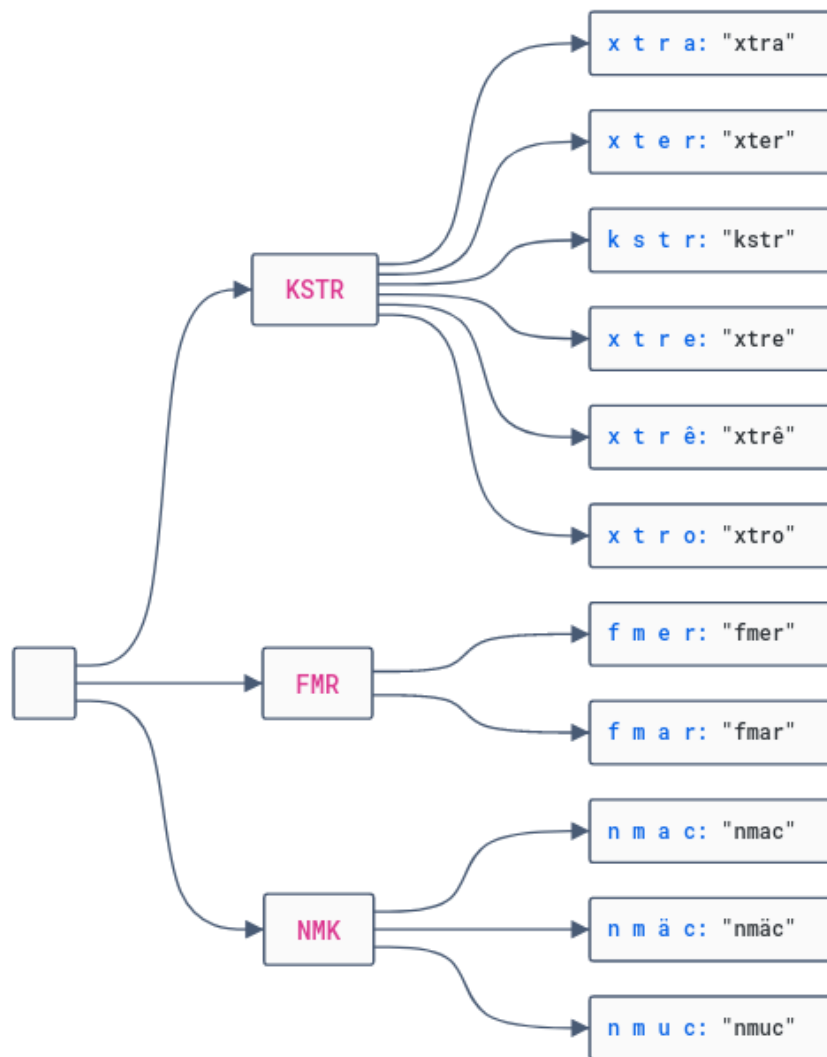 x t r a: "xtra"
x t e r: "xter"
k s t r: "kstr"
KSTR
x t r e: "xtre"
x t r ê: "xtrê"
x t r o: "xtro"
f m e r: "fmer"
FMR
f m a r: "fmar"
n m a c: "nmac"
n m ä c: "nmäc"
NMK
n m u c: "nmuc"